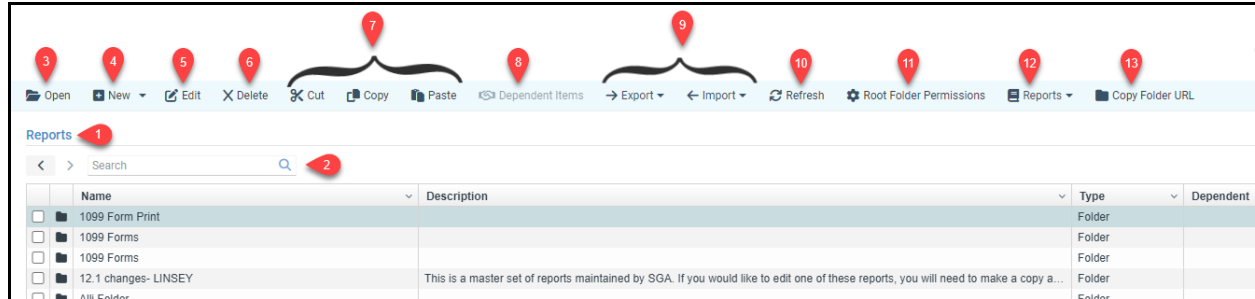 7 9
3 4 5 6 8 10 11 12 13
Open New Edit Delete Cut Copy Paste Dependent Items Export Import Refresh Root Folder Permissions Reports Copy Folder URL
Reports 1
Search 2
Name Description Type Dependent
1099 Form Print Folder
1099 Forms Folder
1099 Forms Folder
12.1 changes- LINSEY This is a master set of reports maintained by SGA. If you would like to edit one of these reports, you will need to make a copy a... Folder
Alli Folder Folder